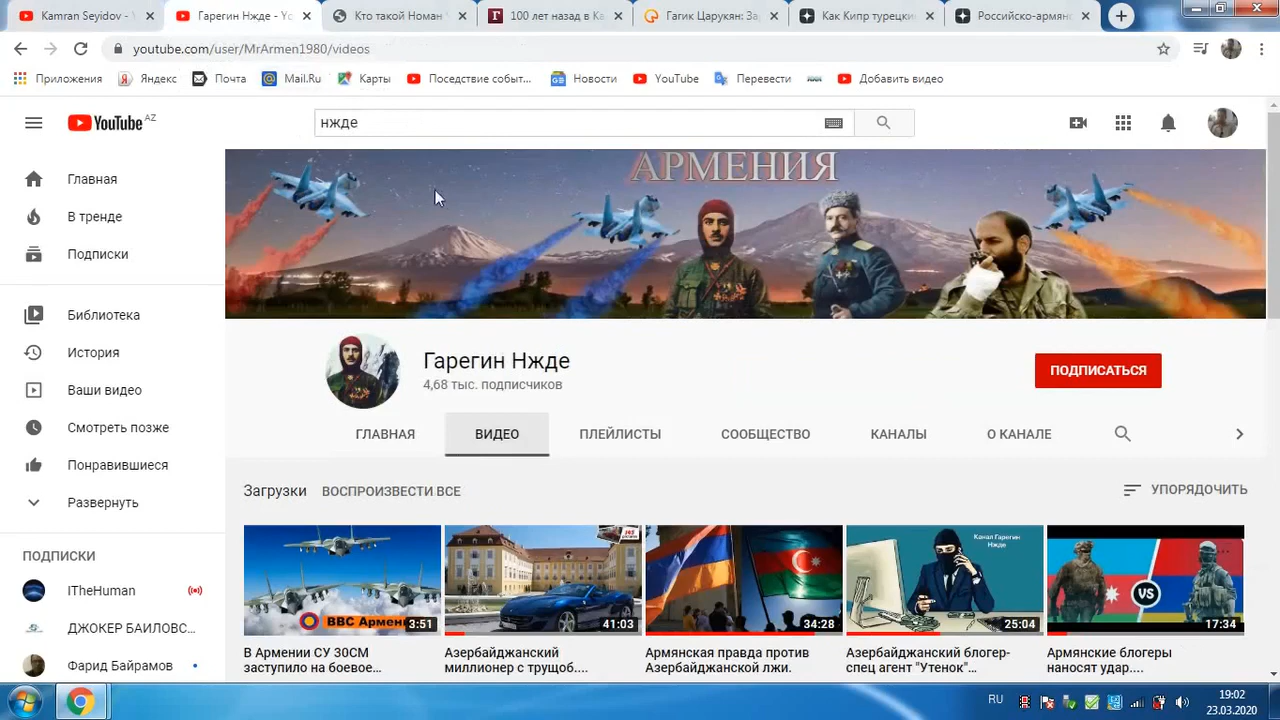 Kamran Seyidov - Y
Гарегин Нжде - Yo
Кто такой Номан Ч
100 лет назад в Ка
Гагик Царукян: За
Как Кипр турецки
Российско-армянс
youtube.com/user/MrArmen1980/videos
Приложения
Яндекс
Почта
Mail.Ru
Карты
Поседствие событ...
Новости
YouTube
Перевести
Добавить видео
YouTube AZ
нжде
АРМЕНИЯ
Главная
В тренде
Подписки
Библиотека
История
Ваши видео
Смотреть позже
Понравившиеся
Развернуть
ПОДПИСКИ
ITheHuman
ДЖОКЕР БАИЛОВС...
Фарид Байрамов
Гарегин Нжде
4,68 тыс. подписчиков
ПОДПИСАТЬСЯ
ГЛАВНАЯ
ВИДЕО
ПЛЕЙЛИСТЫ
СООБЩЕСТВО
КАНАЛЫ
О КАНАЛЕ
Загрузки
ВОСПРОИЗВЕСТИ ВСЕ
УПОРЯДОЧИТЬ
ВВС Армени
3:51
41:03
34:28
Канал Гарегин
Нжде
25:04
VS
17:34
В Армении СУ 30СМ
заступило на боевое...
Азербайджанский
миллионер с трущоб....
Армянская правда против
Азербайджанской лжи.
Азербайджанский блогер-
спец агент "Утенок"...
Армянские блогеры
наносят удар....
RU
19:02
23.03.2020